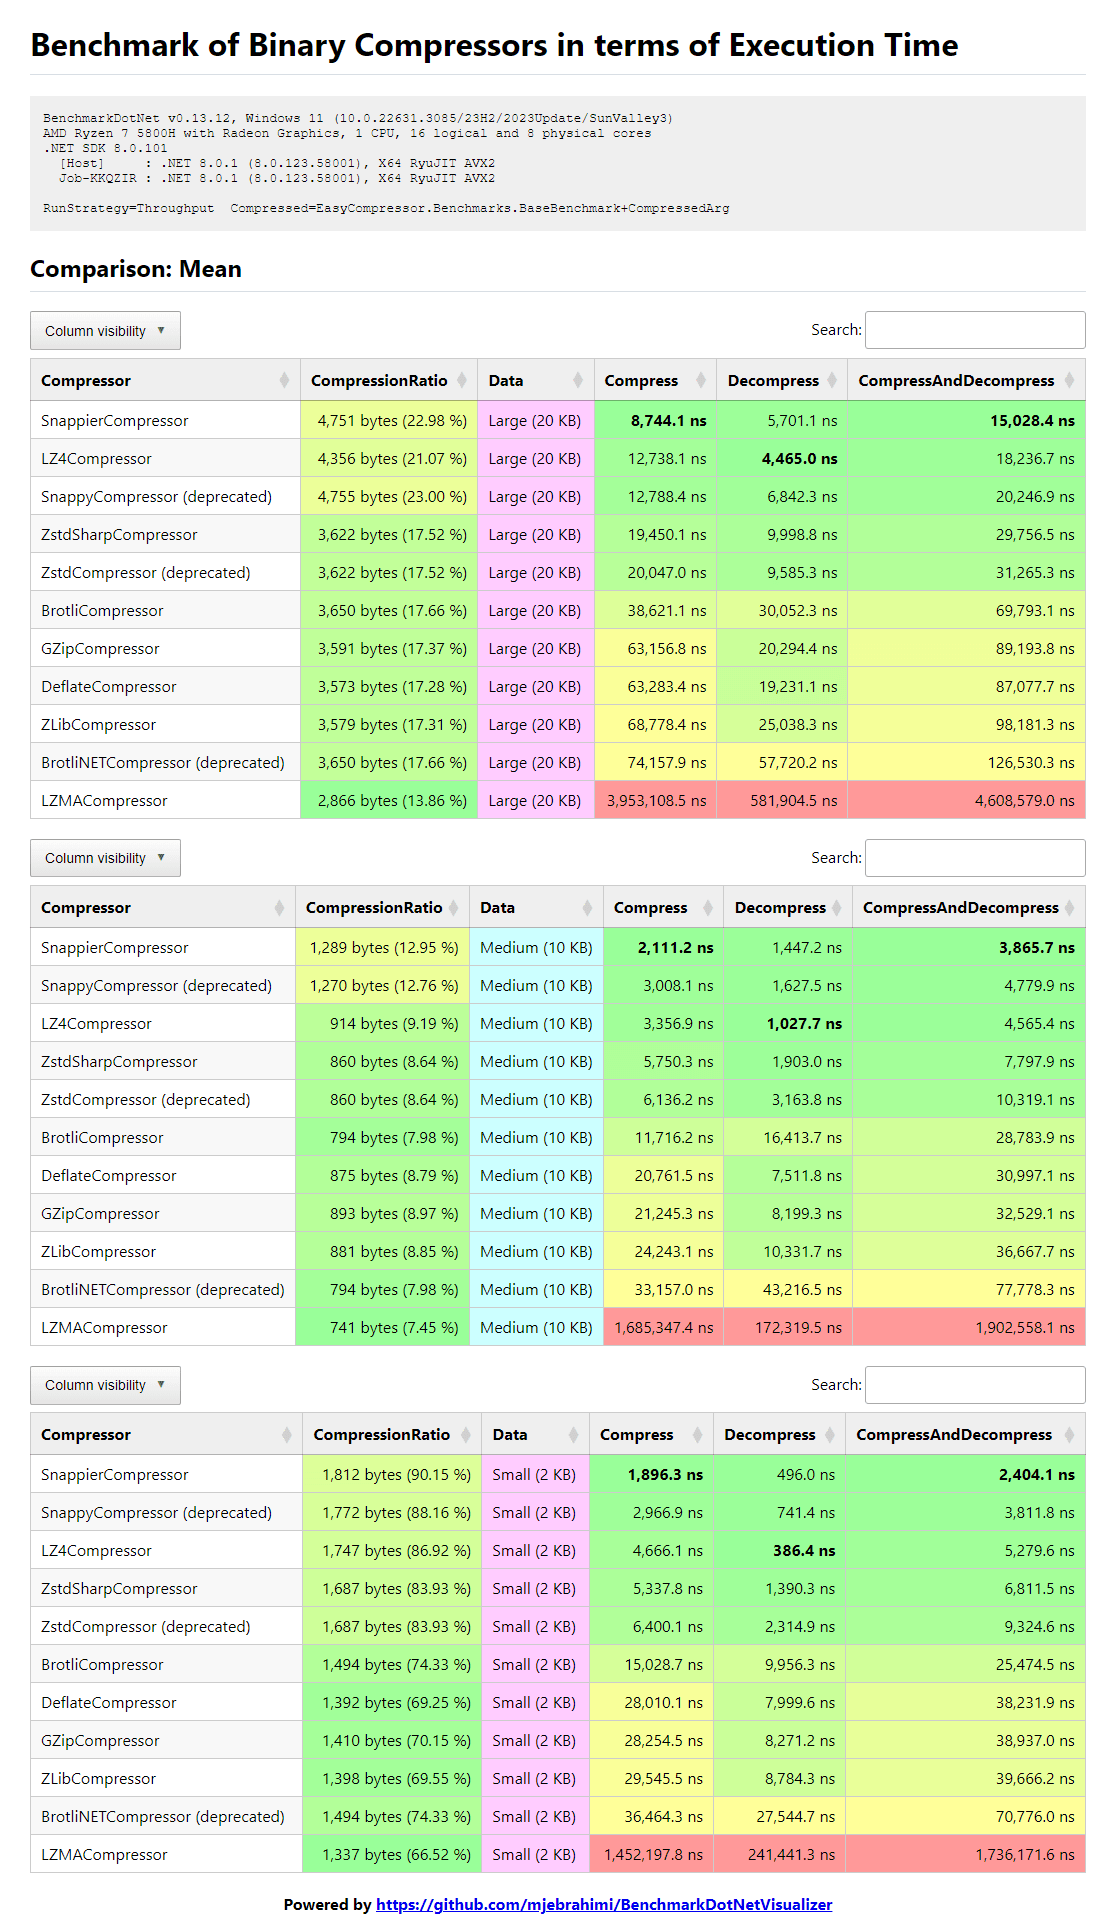 Benchmark of Binary Compressors in terms of Execution Time
BenchmarkDotNet v0.13.12, Windows 11 (10.0.22631.3085/23H2/2023Update/SunValley3)
AMD Ryzen 7 5800H with Radeon Graphics, 1 CPU, 16 logical and 8 physical cores
.NET SDK 8.0.101
[Host]     : .NET 8.0.1 (8.0.123.58001), X64 RyuJIT AVX2
Job-KKQZIR : .NET 8.0.1 (8.0.123.58001), X64 RyuJIT AVX2
RunStrategy=Throughput  Compressed=EasyCompressor.Benchmarks.BaseBenchmark+CompressedArg
Comparison: Mean
Column visibility ▼ Search:
Compressor CompressionRatio Data Compress Decompress CompressAndDecompress
SnappierCompressor 4,751 bytes (22.98 %) Large (20 KB) 8,744.1 ns 5,701.1 ns 15,028.4 ns
LZ4Compressor 4,356 bytes (21.07 %) Large (20 KB) 12,738.1 ns 4,465.0 ns 18,236.7 ns
SnappyCompressor (deprecated) 4,755 bytes (23.00 %) Large (20 KB) 12,788.4 ns 6,842.3 ns 20,246.9 ns
ZstdSharpCompressor 3,622 bytes (17.52 %) Large (20 KB) 19,450.1 ns 9,998.8 ns 29,756.5 ns
ZstdCompressor (deprecated) 3,622 bytes (17.52 %) Large (20 KB) 20,047.0 ns 9,585.3 ns 31,265.3 ns
BrotliCompressor 3,650 bytes (17.66 %) Large (20 KB) 38,621.1 ns 30,052.3 ns 69,793.1 ns
GZipCompressor 3,591 bytes (17.37 %) Large (20 KB) 63,156.8 ns 20,294.4 ns 89,193.8 ns
DeflateCompressor 3,573 bytes (17.28 %) Large (20 KB) 63,283.4 ns 19,231.1 ns 87,077.7 ns
ZLibCompressor 3,579 bytes (17.31 %) Large (20 KB) 68,778.4 ns 25,038.3 ns 98,181.3 ns
BrotliNETCompressor (deprecated) 3,650 bytes (17.66 %) Large (20 KB) 74,157.9 ns 57,720.2 ns 126,530.3 ns
LZMACompressor 2,866 bytes (13.86 %) Large (20 KB) 3,953,108.5 ns 581,904.5 ns 4,608,579.0 ns
Column visibility ▼ Search:
Compressor CompressionRatio Data Compress Decompress CompressAndDecompress
SnappierCompressor 1,289 bytes (12.95 %) Medium (10 KB) 2,111.2 ns 1,447.2 ns 3,865.7 ns
SnappyCompressor (deprecated) 1,270 bytes (12.76 %) Medium (10 KB) 3,008.1 ns 1,627.5 ns 4,779.9 ns
LZ4Compressor 914 bytes (9.19 %) Medium (10 KB) 3,356.9 ns 1,027.7 ns 4,565.4 ns
ZstdSharpCompressor 860 bytes (8.64 %) Medium (10 KB) 5,750.3 ns 1,903.0 ns 7,797.9 ns
ZstdCompressor (deprecated) 860 bytes (8.64 %) Medium (10 KB) 6,136.2 ns 3,163.8 ns 10,319.1 ns
BrotliCompressor 794 bytes (7.98 %) Medium (10 KB) 11,716.2 ns 16,413.7 ns 28,783.9 ns
DeflateCompressor 875 bytes (8.79 %) Medium (10 KB) 20,761.5 ns 7,511.8 ns 30,997.1 ns
GZipCompressor 893 bytes (8.97 %) Medium (10 KB) 21,245.3 ns 8,199.3 ns 32,529.1 ns
ZLibCompressor 881 bytes (8.85 %) Medium (10 KB) 24,243.1 ns 10,331.7 ns 36,667.7 ns
BrotliNETCompressor (deprecated) 794 bytes (7.98 %) Medium (10 KB) 33,157.0 ns 43,216.5 ns 77,778.3 ns
LZMACompressor 741 bytes (7.45 %) Medium (10 KB) 1,685,347.4 ns 172,319.5 ns 1,902,558.1 ns
Column visibility ▼ Search:
Compressor CompressionRatio Data Compress Decompress CompressAndDecompress
SnappierCompressor 1,812 bytes (90.15 %) Small (2 KB) 1,896.3 ns 496.0 ns 2,404.1 ns
SnappyCompressor (deprecated) 1,772 bytes (88.16 %) Small (2 KB) 2,966.9 ns 741.4 ns 3,811.8 ns
LZ4Compressor 1,747 bytes (86.92 %) Small (2 KB) 4,666.1 ns 386.4 ns 5,279.6 ns
ZstdSharpCompressor 1,687 bytes (83.93 %) Small (2 KB) 5,337.8 ns 1,390.3 ns 6,811.5 ns
ZstdCompressor (deprecated) 1,687 bytes (83.93 %) Small (2 KB) 6,400.1 ns 2,314.9 ns 9,324.6 ns
BrotliCompressor 1,494 bytes (74.33 %) Small (2 KB) 15,028.7 ns 9,956.3 ns 25,474.5 ns
DeflateCompressor 1,392 bytes (69.25 %) Small (2 KB) 28,010.1 ns 7,999.6 ns 38,231.9 ns
GZipCompressor 1,410 bytes (70.15 %) Small (2 KB) 28,254.5 ns 8,271.2 ns 38,937.0 ns
ZLibCompressor 1,398 bytes (69.55 %) Small (2 KB) 29,545.5 ns 8,784.3 ns 39,666.2 ns
BrotliNETCompressor (deprecated) 1,494 bytes (74.33 %) Small (2 KB) 36,464.3 ns 27,544.7 ns 70,776.0 ns
LZMACompressor 1,337 bytes (66.52 %) Small (2 KB) 1,452,197.8 ns 241,441.3 ns 1,736,171.6 ns
Powered by https://github.com/mjebrahimi/BenchmarkDotNetVisualizer